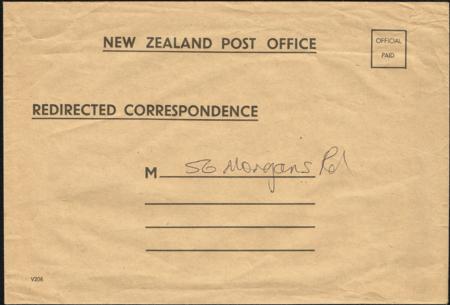 NEW ZEALAND POST OFFICE
OFFICIAL
PAID
REDIRECTED CORRESPONDENCE
M 56 Morgans Rd
V206